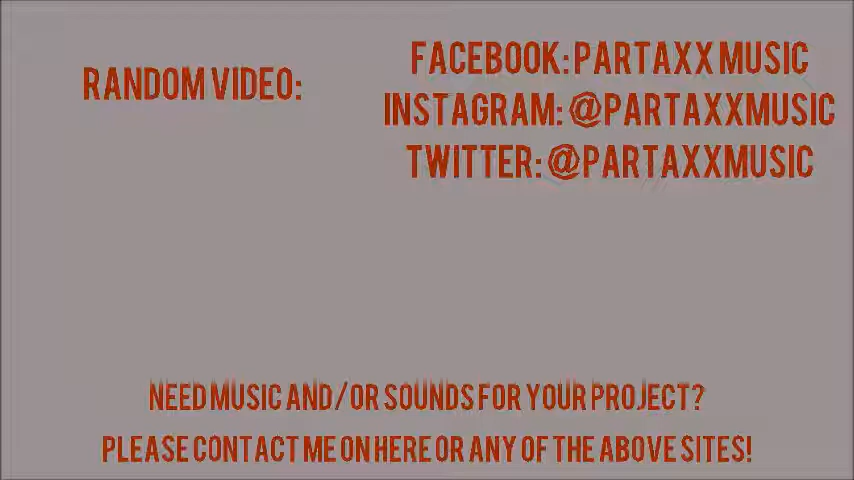 RANDOM VIDEO:
FACEBOOK: PARTAXX MUSIC
INSTAGRAM: @PARTAXXMUSIC
TWITTER: @PARTAXXMUSIC
NEED MUSIC AND/OR SOUNDS FOR YOUR PROJECT?
PLEASE CONTACT ME ON HERE OR ANY OF THE ABOVE SITES!